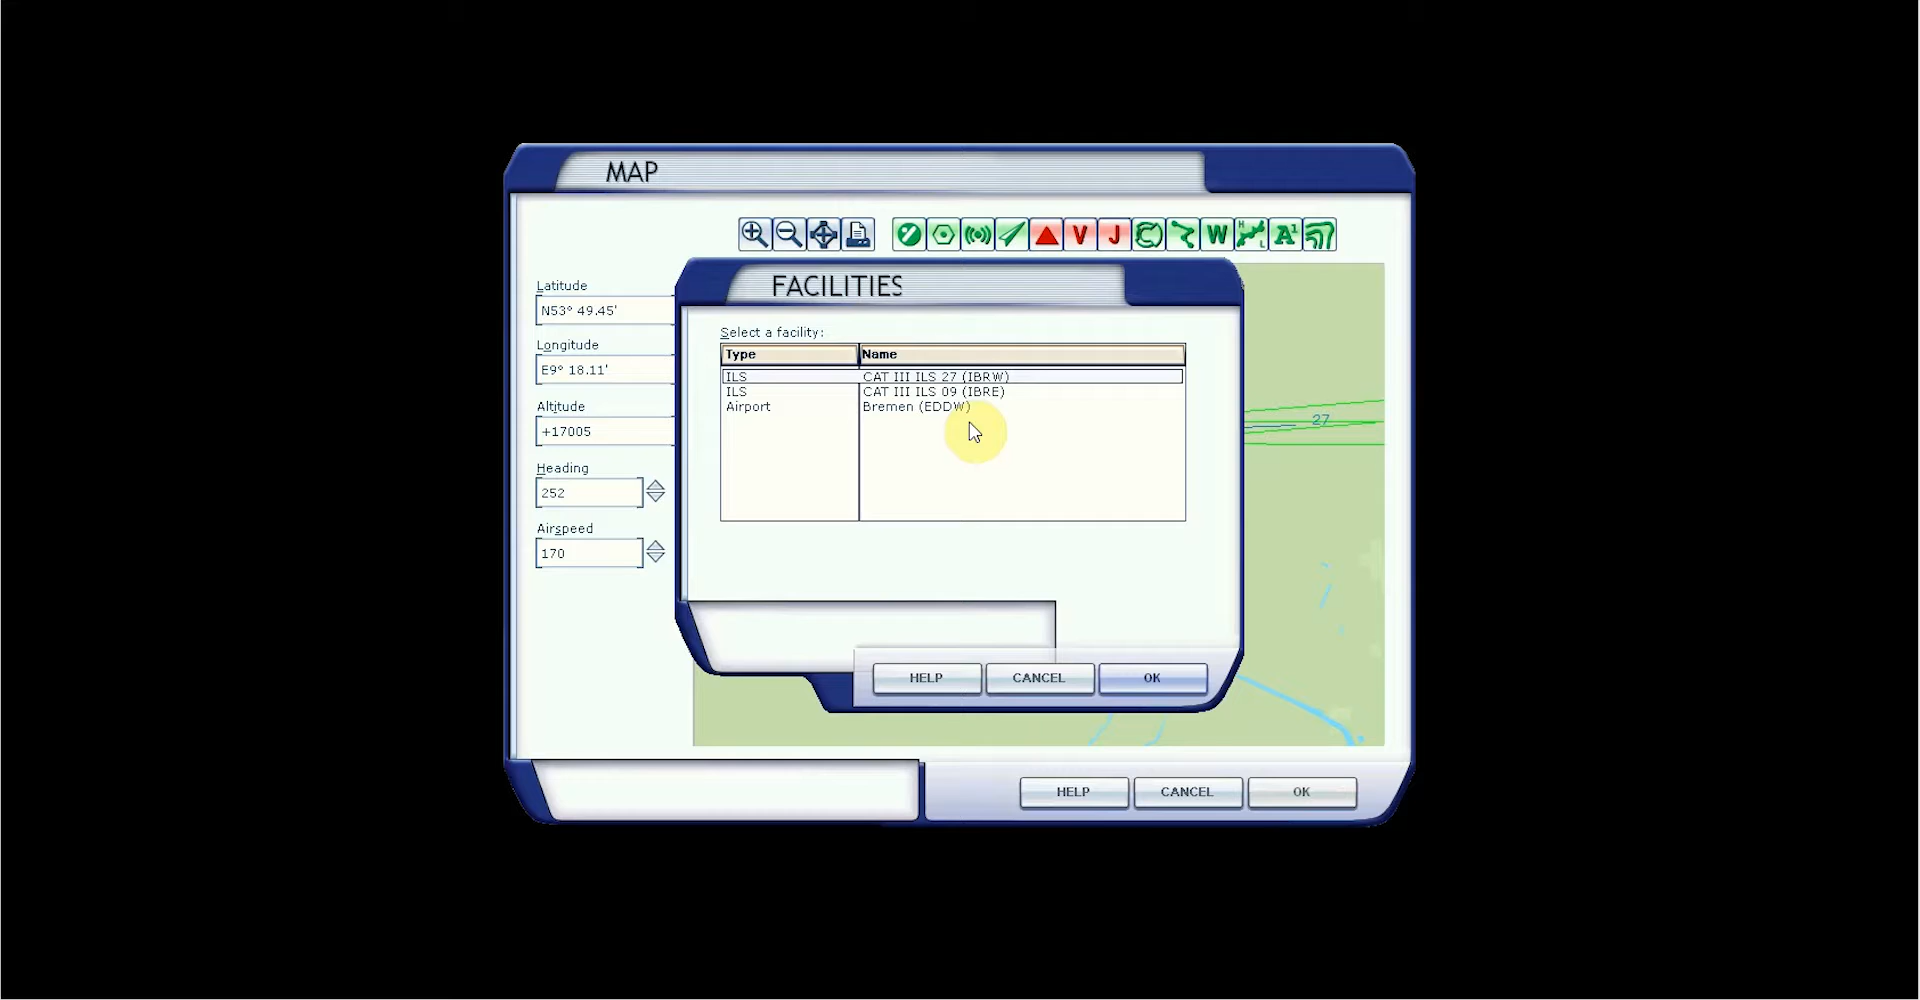 MAP
V J W H L A1
FACILITIES
Latitude
N53° 49.45'
Longitude
E9° 18.11'
Altitude
+17005
Heading
252
Airspeed
170
Select a facility:
Type Name
ILS CAT III ILS 27 (IBRW)
ILS CAT III ILS 09 (IBRE)
Airport Bremen (EDDW)
27
HELP CANCEL OK
HELP CANCEL OK